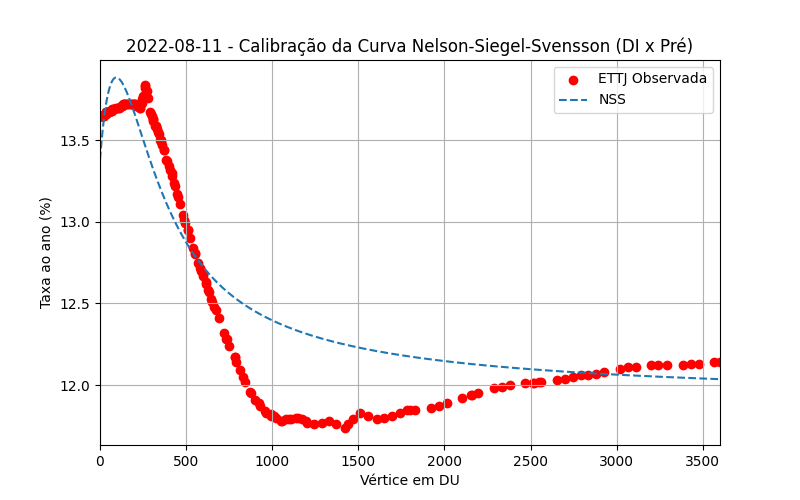 2022-08-11 - Calibração da Curva Nelson-Siegel-Svensson (DI x Pré)
ETTJ Observada
NSS
Taxa ao ano (%)
13.5
13.0
12.5
12.0
0 500 1000 1500 2000 2500 3000 3500
Vértice em DU